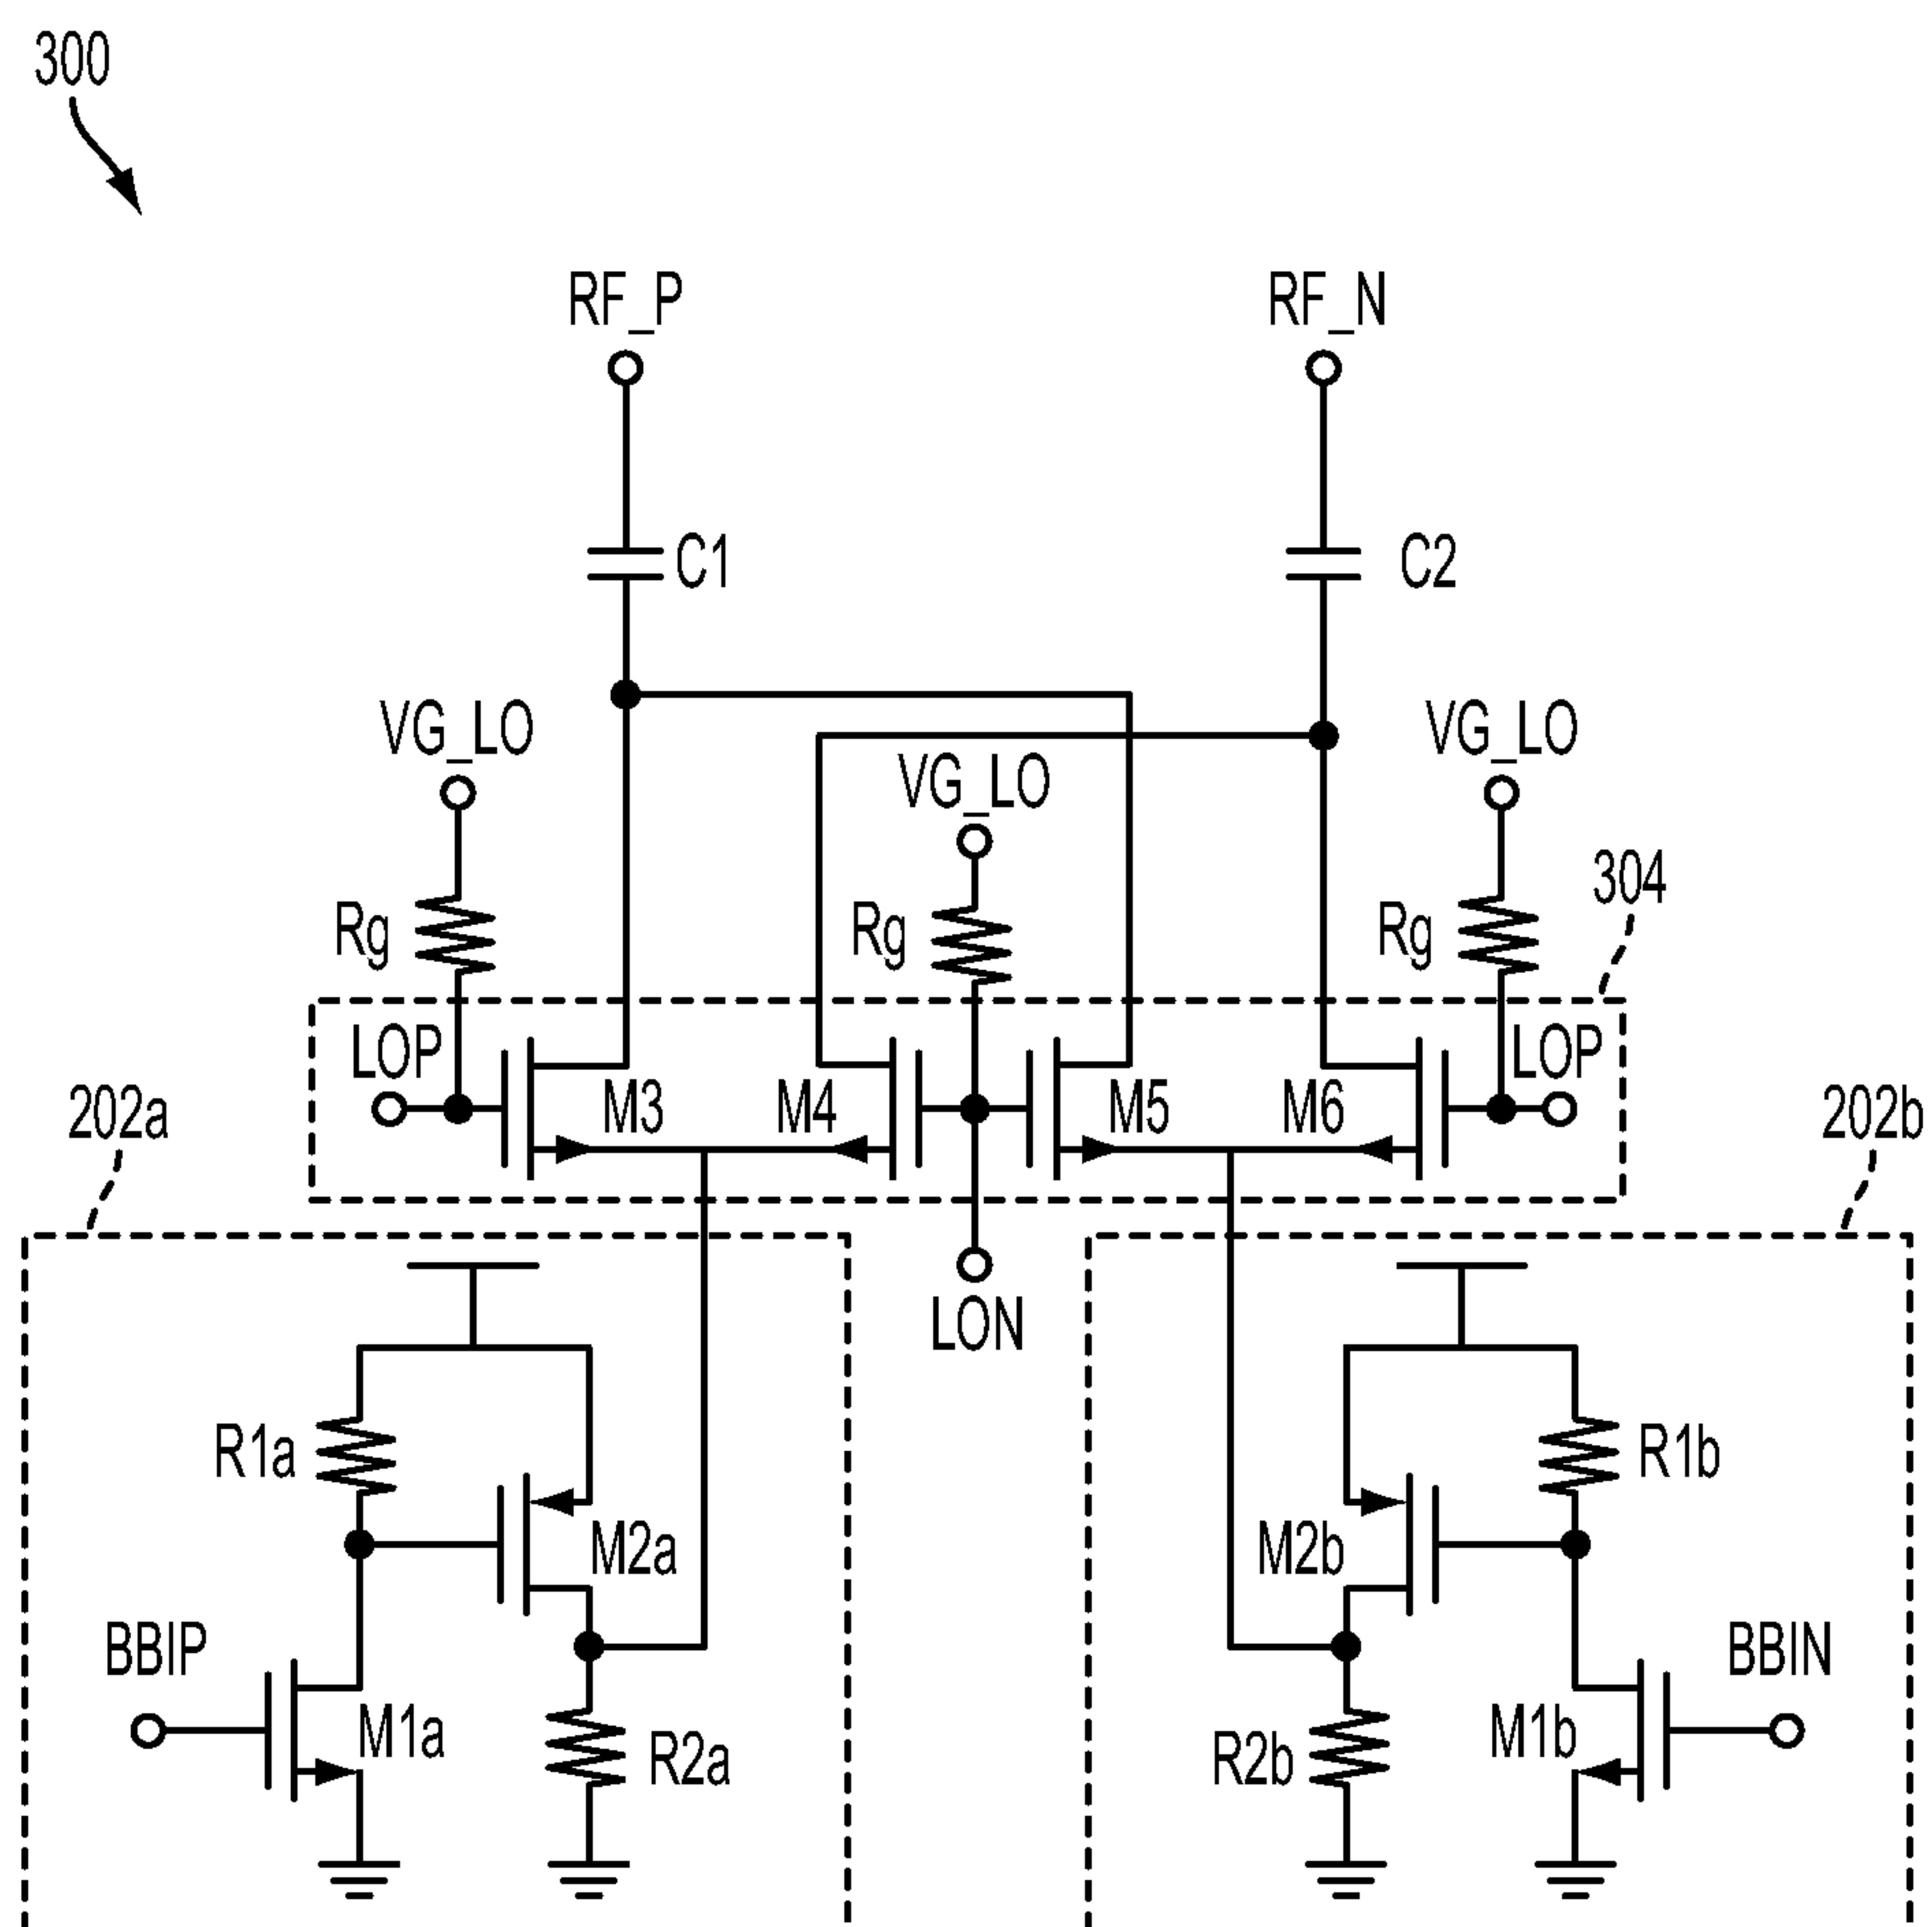 300
RF_P
RF_N
C1
C2
VG_LO
VG_LO
VG_LO
304
Rg
Rg
Rg
LOP
LOP
M3
M4
M5
M6
202a
202b
LON
R1a
R1b
M2a
M2b
BBIP
BBIN
M1a
R2a
R2b
M1b